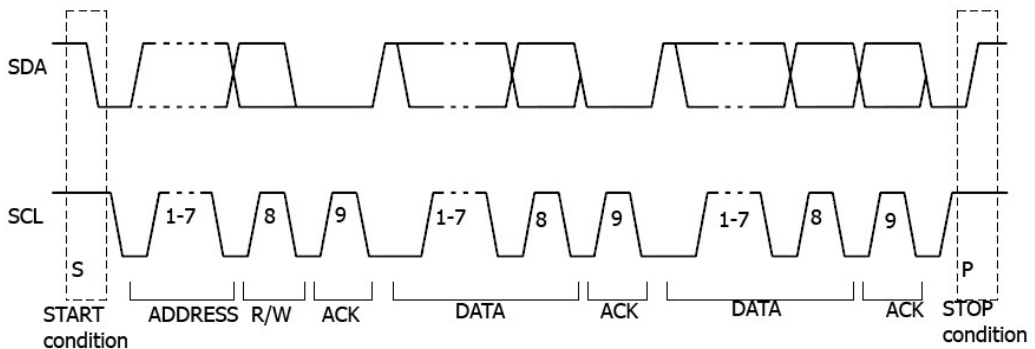 SDA
SCL
1-7
8
9
1-7
8
9
1-7
8
9
S
P
START
condition
ADDRESS
R/W
ACK
DATA
ACK
DATA
ACK
STOP
condition